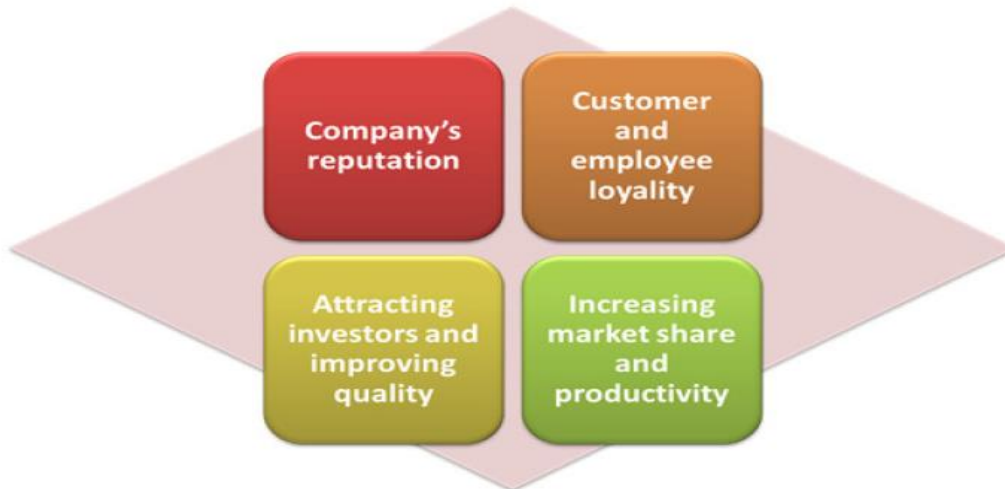 Company’s
reputation
Customer
and
employee
loyality
Attracting
investors and
improving
quality
Increasing
market share
and
productivity